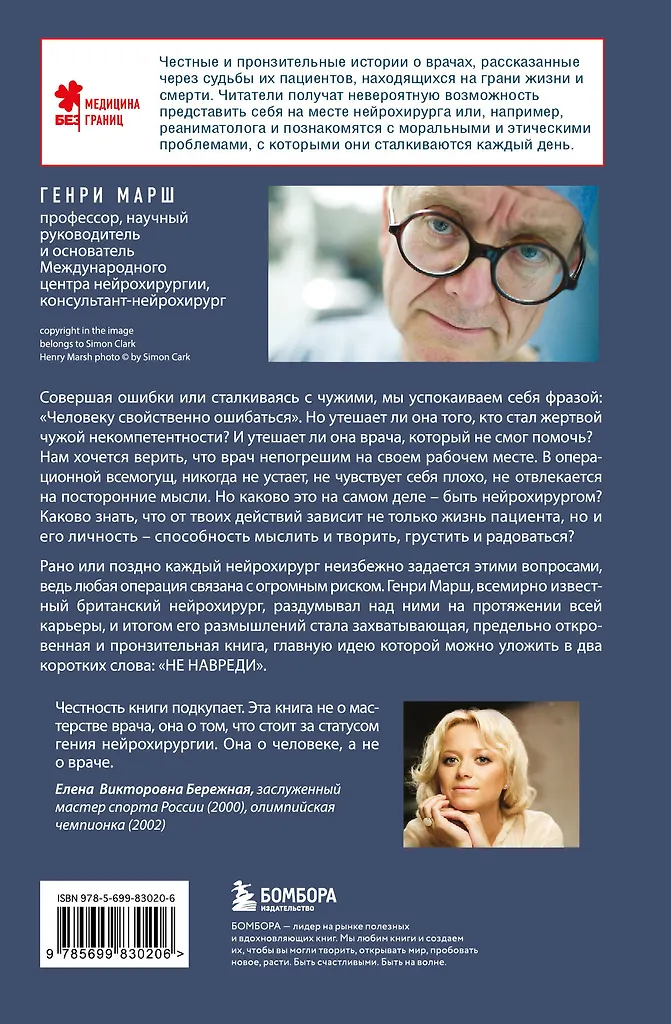 Честные и пронзительные истории о врачах, рассказанные
через судьбы их пациентов, находящихся на грани жизни и
смерти. Читатели получат невероятную возможность
представить себя на месте нейрохирурга или, например,
реаниматолога и познакомятся с моральными и этическими
проблемами, с которыми они сталкиваются каждый день.
МЕДИЦИНА
БЕЗ ГРАНИЦ
ГЕНРИ МАРШ
профессор, научный
руководитель
и основатель
Международного
центра нейрохирургии,
консультант-нейрохирург
copyright in the image
belongs to Simon Clark
Henry Marsh photo © by Simon Cark
Совершая ошибки или сталкиваясь с чужими, мы успокаиваем себя фразой:
«Человеку свойственно ошибаться». Но утешает ли она того, кто стал жертвой
чужой некомпетентности? И утешает ли она врача, который не смог помочь?
Нам хочется верить, что врач непогрешим на своем рабочем месте. В опера-
ционной всемогущ, никогда не устает, не чувствует себя плохо, не отвлекается
на посторонние мысли. Но каково это на самом деле – быть нейрохирургом?
Каково знать, что от твоих действий зависит не только жизнь пациента, но и
его личность – способность мыслить и творить, грустить и радоваться?
Рано или поздно каждый нейрохирург неизбежно задается этими вопросами,
ведь любая операция связана с огромным риском. Генри Марш, всемирно извест-
ный британский нейрохирург, раздумывал над ними на протяжении всей
карьеры, и итогом его размышлений стала захватывающая, предельно откро-
венная и пронзительная книга, главную идею которой можно уложить в два
коротких слова: «НЕ НАВРЕДИ».
Честность книги подкупает. Эта книга не о мас-
терстве врача, она о том, что стоит за статусом
гения нейрохирургии. Она о человеке, а не
о враче.
Елена Викторовна Бережная, заслуженный
мастер спорта России (2000), олимпийская
чемпионка (2002)
ISBN 978-5-699-83020-6
9 785699 830206 >
БОМБОРА
ИЗДАТЕЛЬСТВО
БОМБОРА — лидер на рынке полезных
и вдохновляющих книг. Мы любим книги и создаем
их, чтобы вы могли творить, открывать мир, пробовать
новое, расти. Быть счастливыми. Быть на волне.